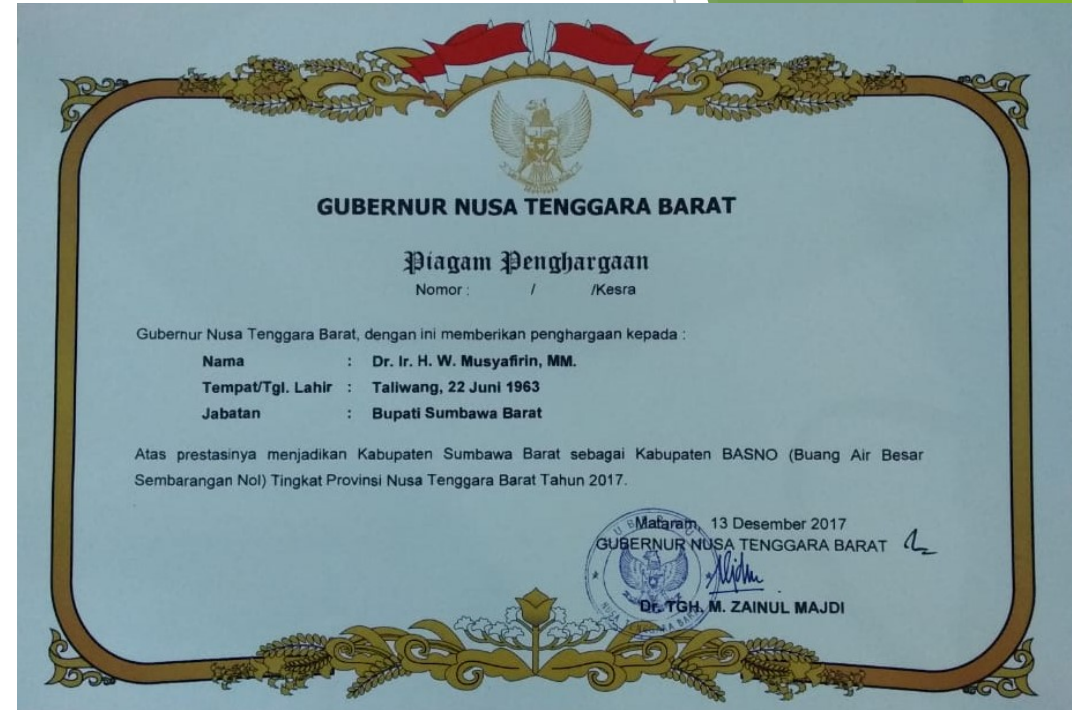 GUBERNUR NUSA TENGGARA BARAT
Piagam Penghargaan
Nomor : / /Kesra
Gubernur Nusa Tenggara Barat, dengan ini memberikan penghargaan kepada :
Nama : Dr. Ir. H. W. Musyafirin, MM.
Tempat/Tgl. Lahir : Taliwang, 22 Juni 1963
Jabatan : Bupati Sumbawa Barat
Atas prestasinya menjadikan Kabupaten Sumbawa Barat sebagai Kabupaten BASNO (Buang Air Besar
Sembarangan Nol) Tingkat Provinsi Nusa Tenggara Barat Tahun 2017.
Mataram, 13 Desember 2017
GUBERNUR NUSA TENGGARA BARAT
Dr. TGH. M. ZAINUL MAJDI